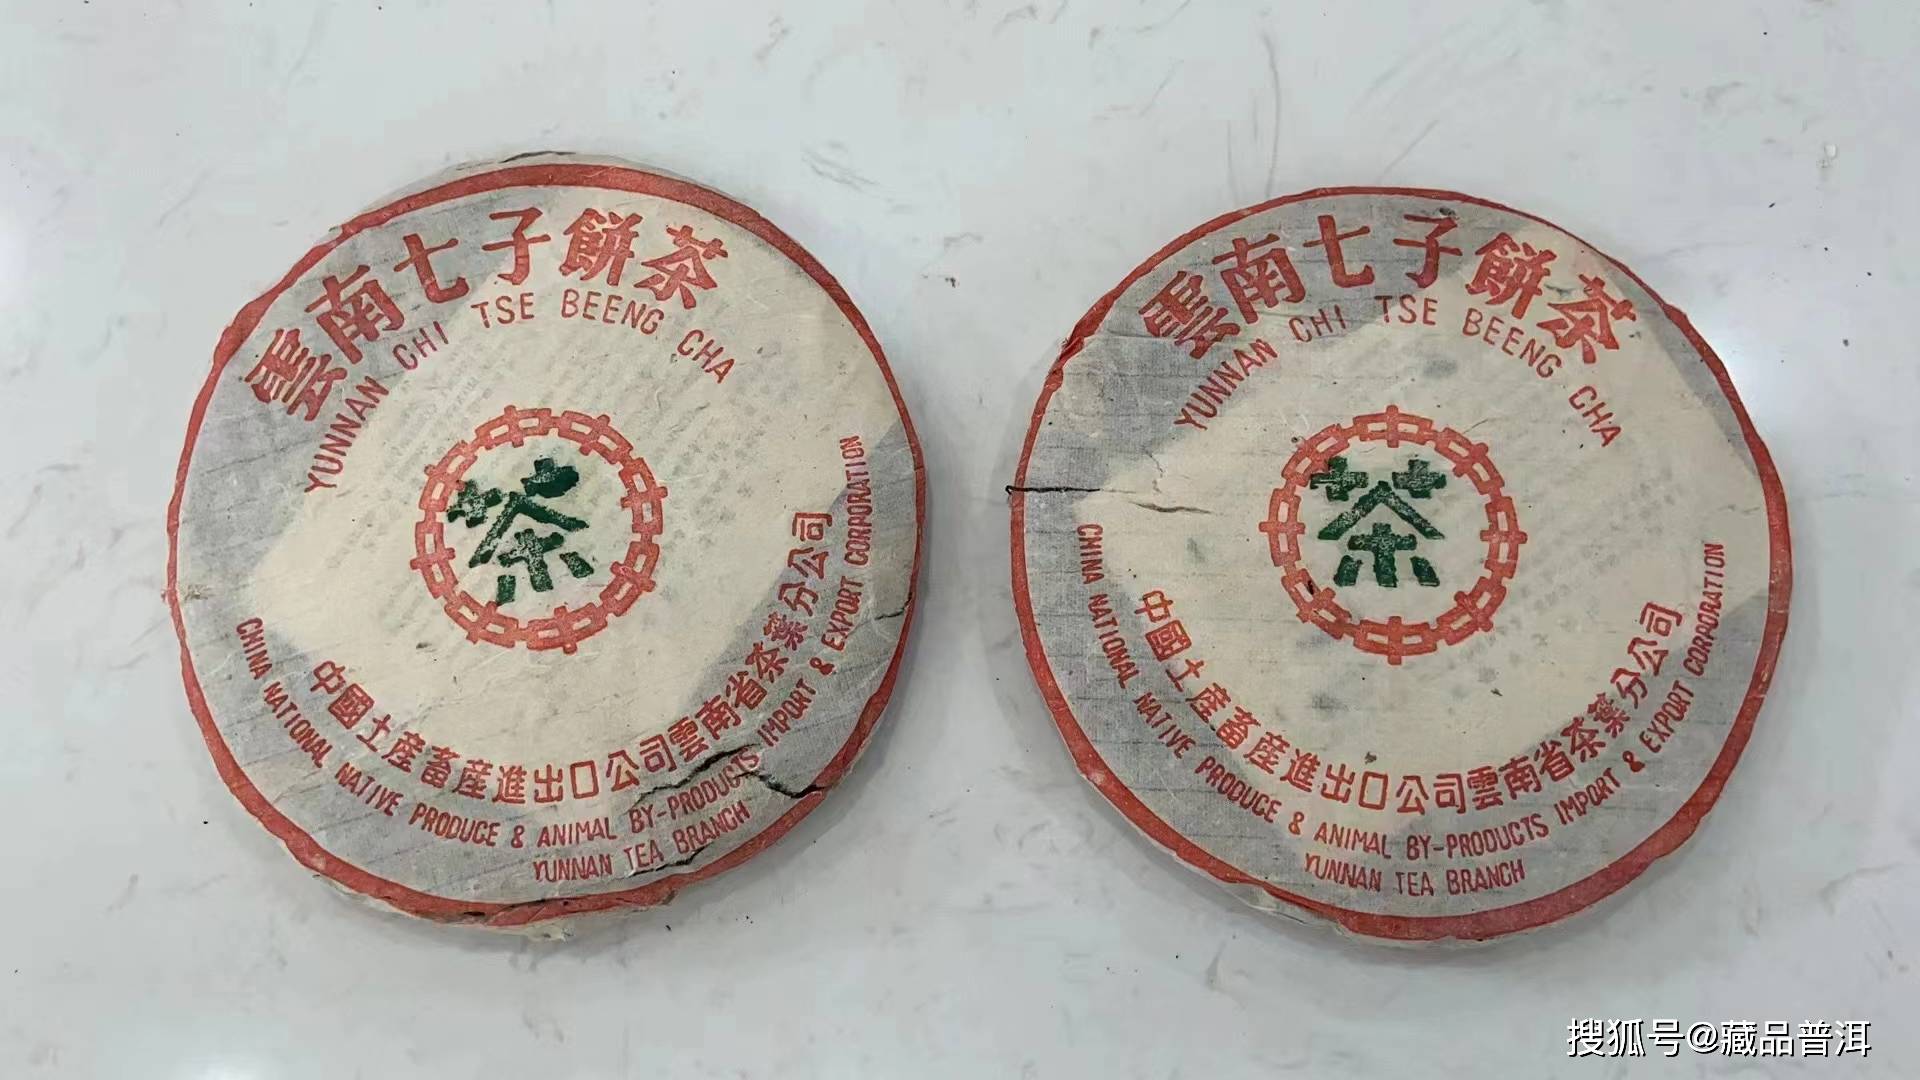 雲南七子餅茶
YUNNAN CHI TSE BEENG CHA
茶
中國土產畜產進出口公司雲南省茶葉分公司
CHINA NATIONAL NATIVE PRODUCE & ANIMAL BY-PRODUCTS IMPORT & EXPORT CORPORATION
YUNNAN TEA BRANCH
雲南七子餅茶
YUNNAN CHI TSE BEENG CHA
茶
中國土產畜產進出口公司雲南省茶葉分公司
CHINA NATIONAL NATIVE PRODUCE & ANIMAL BY-PRODUCTS IMPORT & EXPORT CORPORATION
YUNNAN TEA BRANCH
搜狐号@藏品普洱